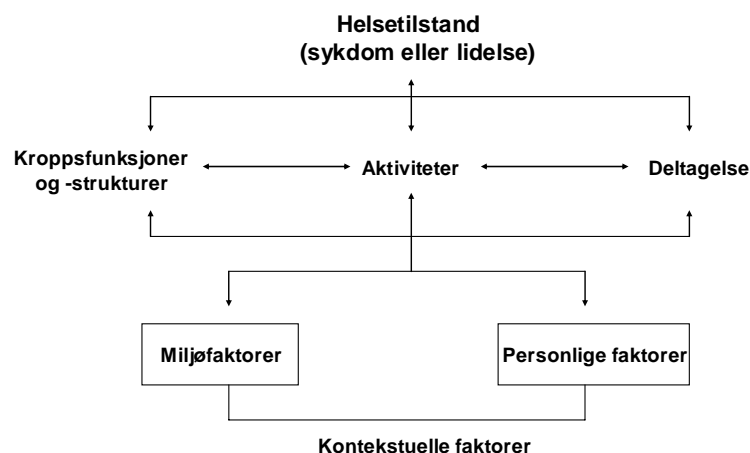 Helsetilstand
(sykdom eller lidelse)
Kroppsfunksjoner
og -strukturer
Aktiviteter
Deltagelse
Miljøfaktorer
Personlige faktorer
Kontekstuelle faktorer